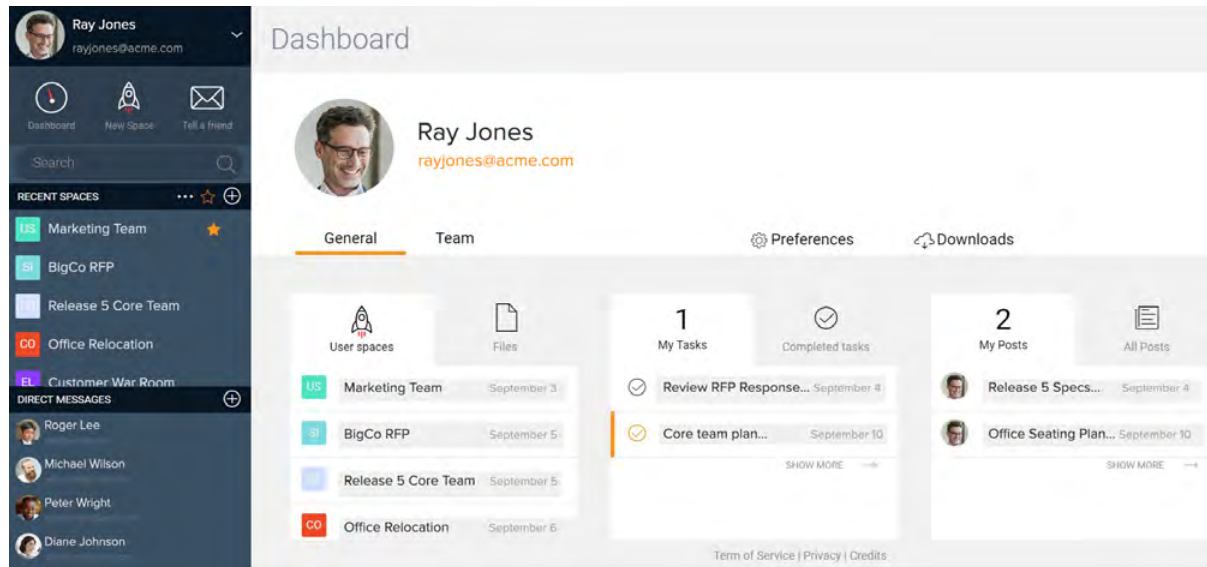 Ray Jones
rayjones@acme.com
Dashboard
New Space
Tell a friend
Search
RECENT SPACES
US Marketing Team
SI BigCo RFP
Release 5 Core Team
CO Office Relocation
EL Customer War Room
DIRECT MESSAGES
Roger Lee
Michael Wilson
Peter Wright
Diane Johnson
Dashboard
Ray Jones
rayjones@acme.com
General
Team
Preferences
Downloads
User spaces
Files
US Marketing Team September 3
SI BigCo RFP September 5
Release 5 Core Team September 5
CO Office Relocation September 6
1
My Tasks
Completed tasks
Review RFP Response... September 4
Core team plan... September 10
SHOW MORE
2
My Posts
All Posts
Release 5 Specs... September 4
Office Seating Plan... September 10
SHOW MORE
Term of Service | Privacy | Credits